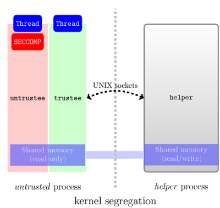 Thread
Thread
SECCOMP
UNIX sockets
untrustee
trustee
helper
Shared memory
(read only)
Shared memory
(read/write)
untrusted process
helper process
kernel segregation